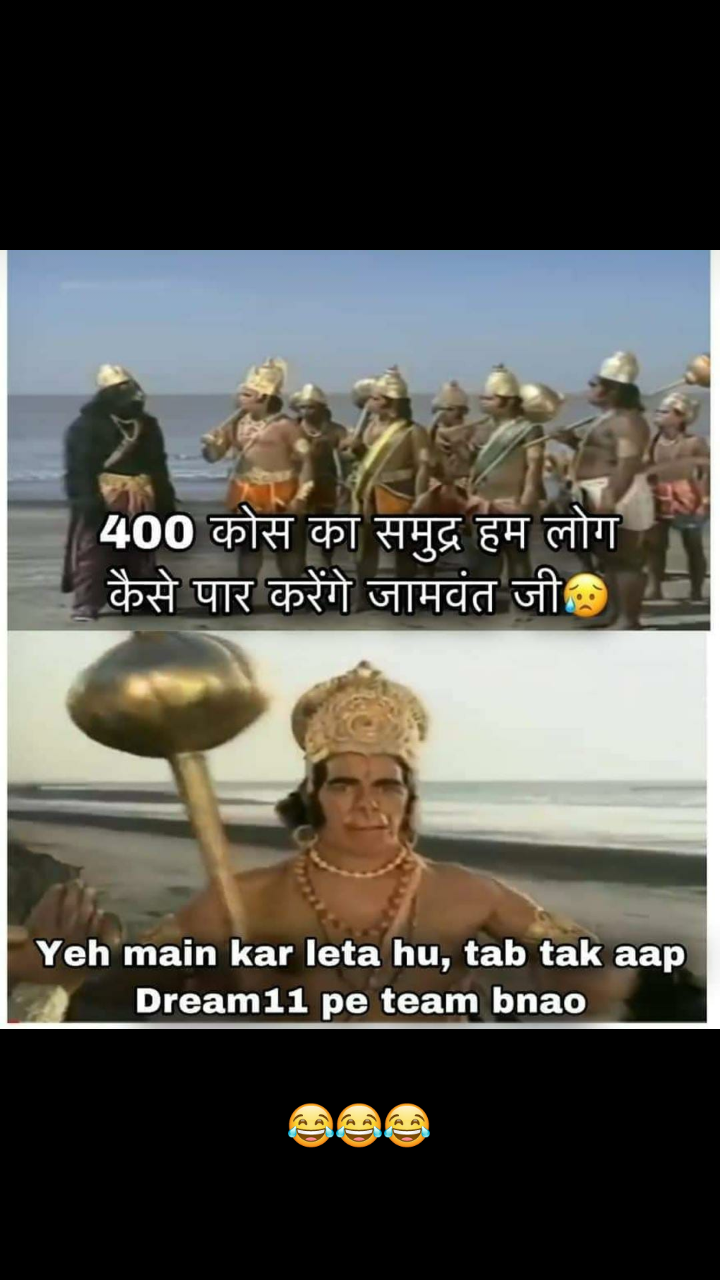 400 कोस का समुद्र हम लोग
कैसे पार करेंगे जामवंत जी😥
Yeh main kar leta hu, tab tak aap
Dream11 pe team bnao
😂😂😂